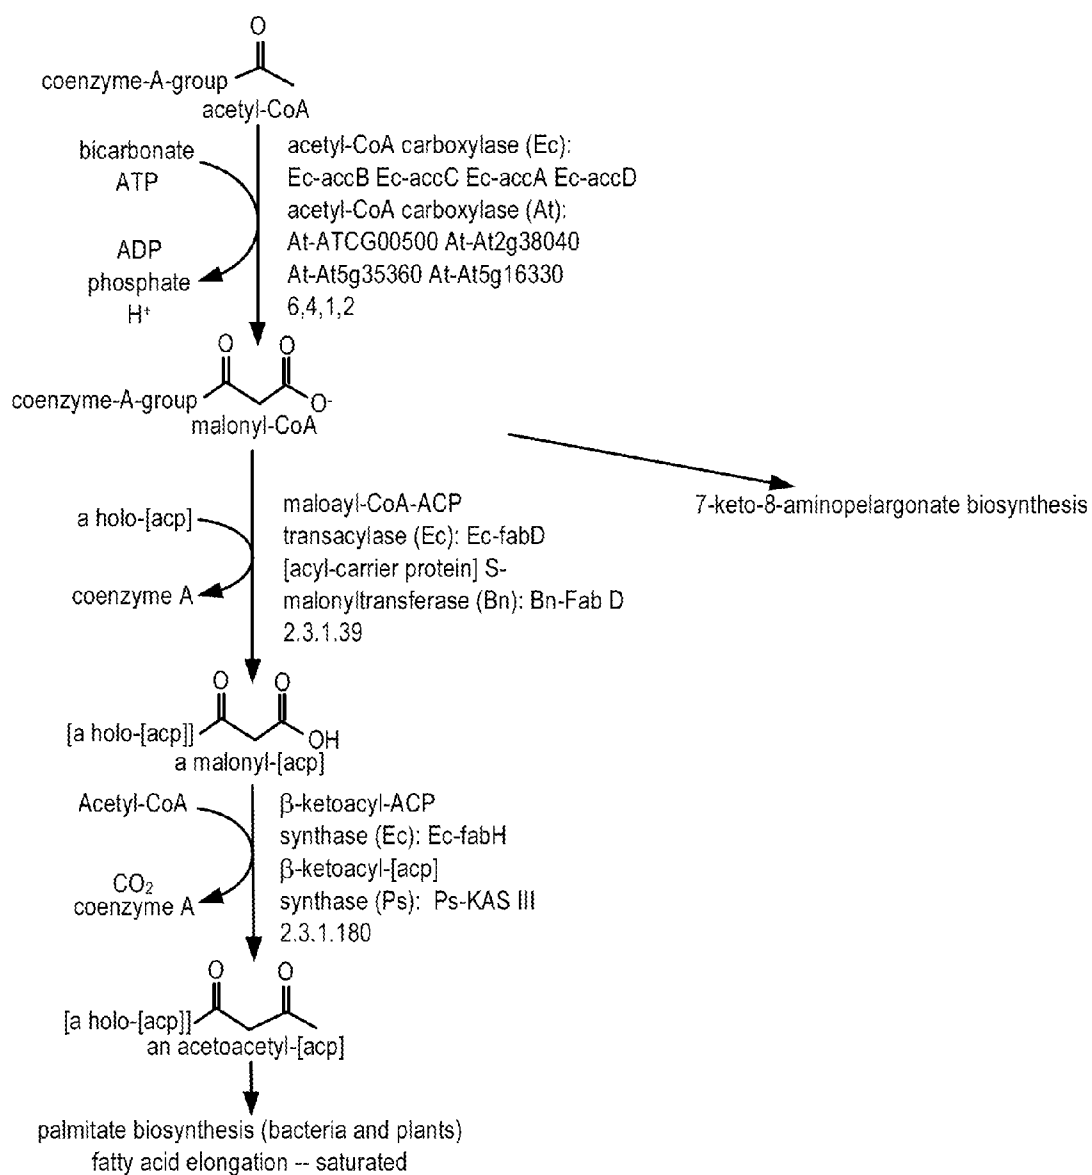 O
coenzyme-A-group
acetyl-CoA
bicarbonate
ATP
ADP
phosphate
H+
acetyl-CoA carboxylase (Ec):
Ec-accB Ec-accC Ec-accA Ec-accD
acetyl-CoA carboxylase (At):
At-ATCG00500 At-At2g38040
At-At5g35360 At-At5g16330
6,4,1,2
O O
coenzyme-A-group O-
malonyl-CoA
7-keto-8-aminopelargonate biosynthesis
a holo-[acp]
coenzyme A
maloayl-CoA-ACP
transacylase (Ec): Ec-fabD
[acyl-carrier protein] S-
malonyltransferase (Bn): Bn-Fab D
2.3.1.39
O O
[a holo-[acp]] OH
a malonyl-[acp]
Acetyl-CoA
CO2
coenzyme A
β-ketoacyl-ACP
synthase (Ec): Ec-fabH
β-ketoacyl-[acp]
synthase (Ps): Ps-KAS III
2.3.1.180
O O
[a holo-[acp]]
an acetoacetyl-[acp]
palmitate biosynthesis (bacteria and plants)
fatty acid elongation -- saturated